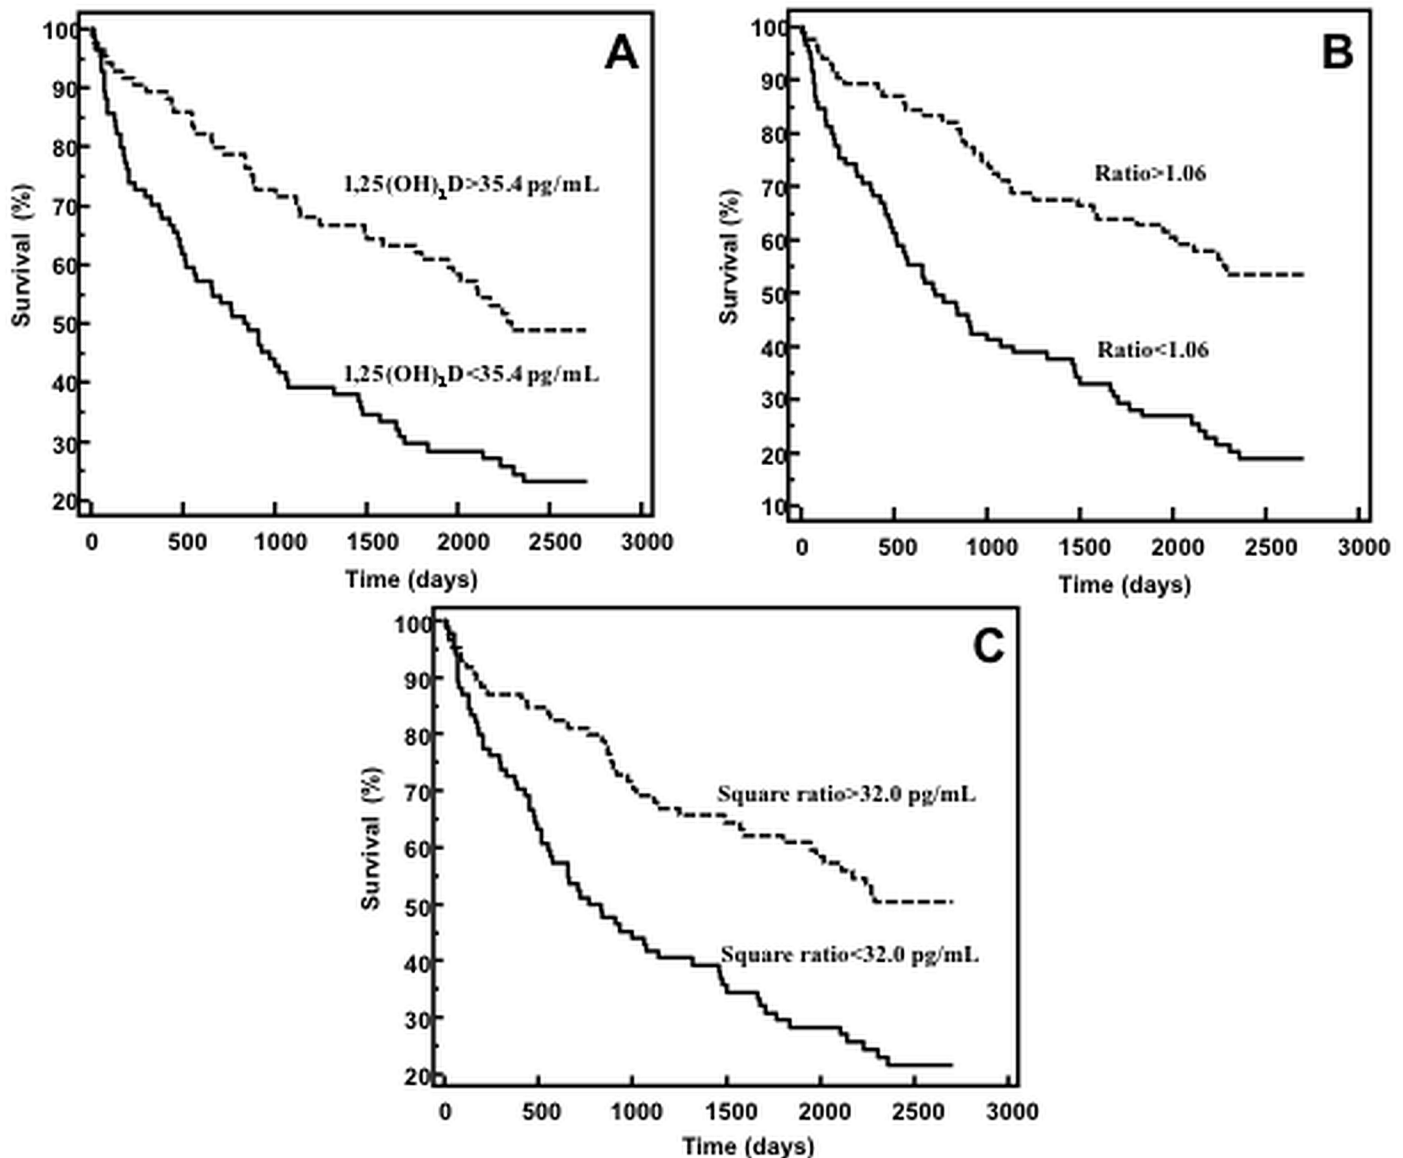 A
100
90
80
70
60
50
40
30
20
Survival (%)
1,25(OH)2D>35.4 pg/mL
1,25(OH)2D<35.4 pg/mL
0 500 1000 1500 2000 2500 3000
Time (days)
B
100
90
80
70
60
50
40
30
20
10
Survival (%)
Ratio>1.06
Ratio<1.06
0 500 1000 1500 2000 2500 3000
Time (days)
C
100
90
80
70
60
50
40
30
20
Survival (%)
Square ratio>32.0 pg/mL
Square ratio<32.0 pg/mL
0 500 1000 1500 2000 2500 3000
Time (days)